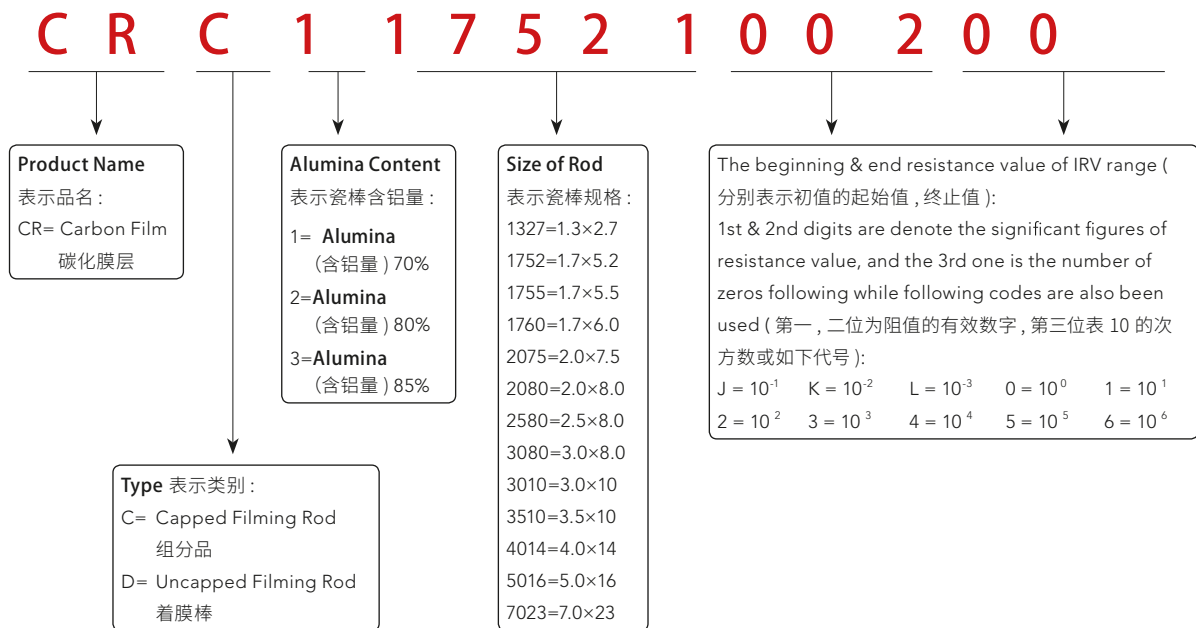 C R C 1 1 7 5 2 1 0 0 2 0 0
Product Name
表示品名 :
CR= Carbon Film
碳化膜层
Type 表示类别 :
C= Capped Filming Rod
组分品
D= Uncapped Filming Rod
着膜棒
Alumina Content
表示瓷棒含铝量 :
1= Alumina
(含铝量 ) 70%
2=Alumina
(含铝量 ) 80%
3=Alumina
(含铝量 ) 85%
Size of Rod
表示瓷棒规格 :
1327=1.3×2.7
1752=1.7×5.2
1755=1.7×5.5
1760=1.7×6.0
2075=2.0×7.5
2080=2.0×8.0
2580=2.5×8.0
3080=3.0×8.0
3010=3.0×10
3510=3.5×10
4014=4.0×14
5016=5.0×16
7023=7.0×23
The beginning & end resistance value of IRV range (
分别表示初值的起始值 , 终止值 ):
1st & 2nd digits are denote the significant figures of
resistance value, and the 3rd one is the number of
zeros following while following codes are also been
used ( 第一 , 二位为阻值的有效数字 , 第三位表 10 的次
方数或如下代号 ):
J = 10⁻¹ K = 10⁻² L = 10⁻³ 0 = 10⁰ 1 = 10¹
2 = 10² 3 = 10³ 4 = 10⁴ 5 = 10⁵ 6 = 10⁶